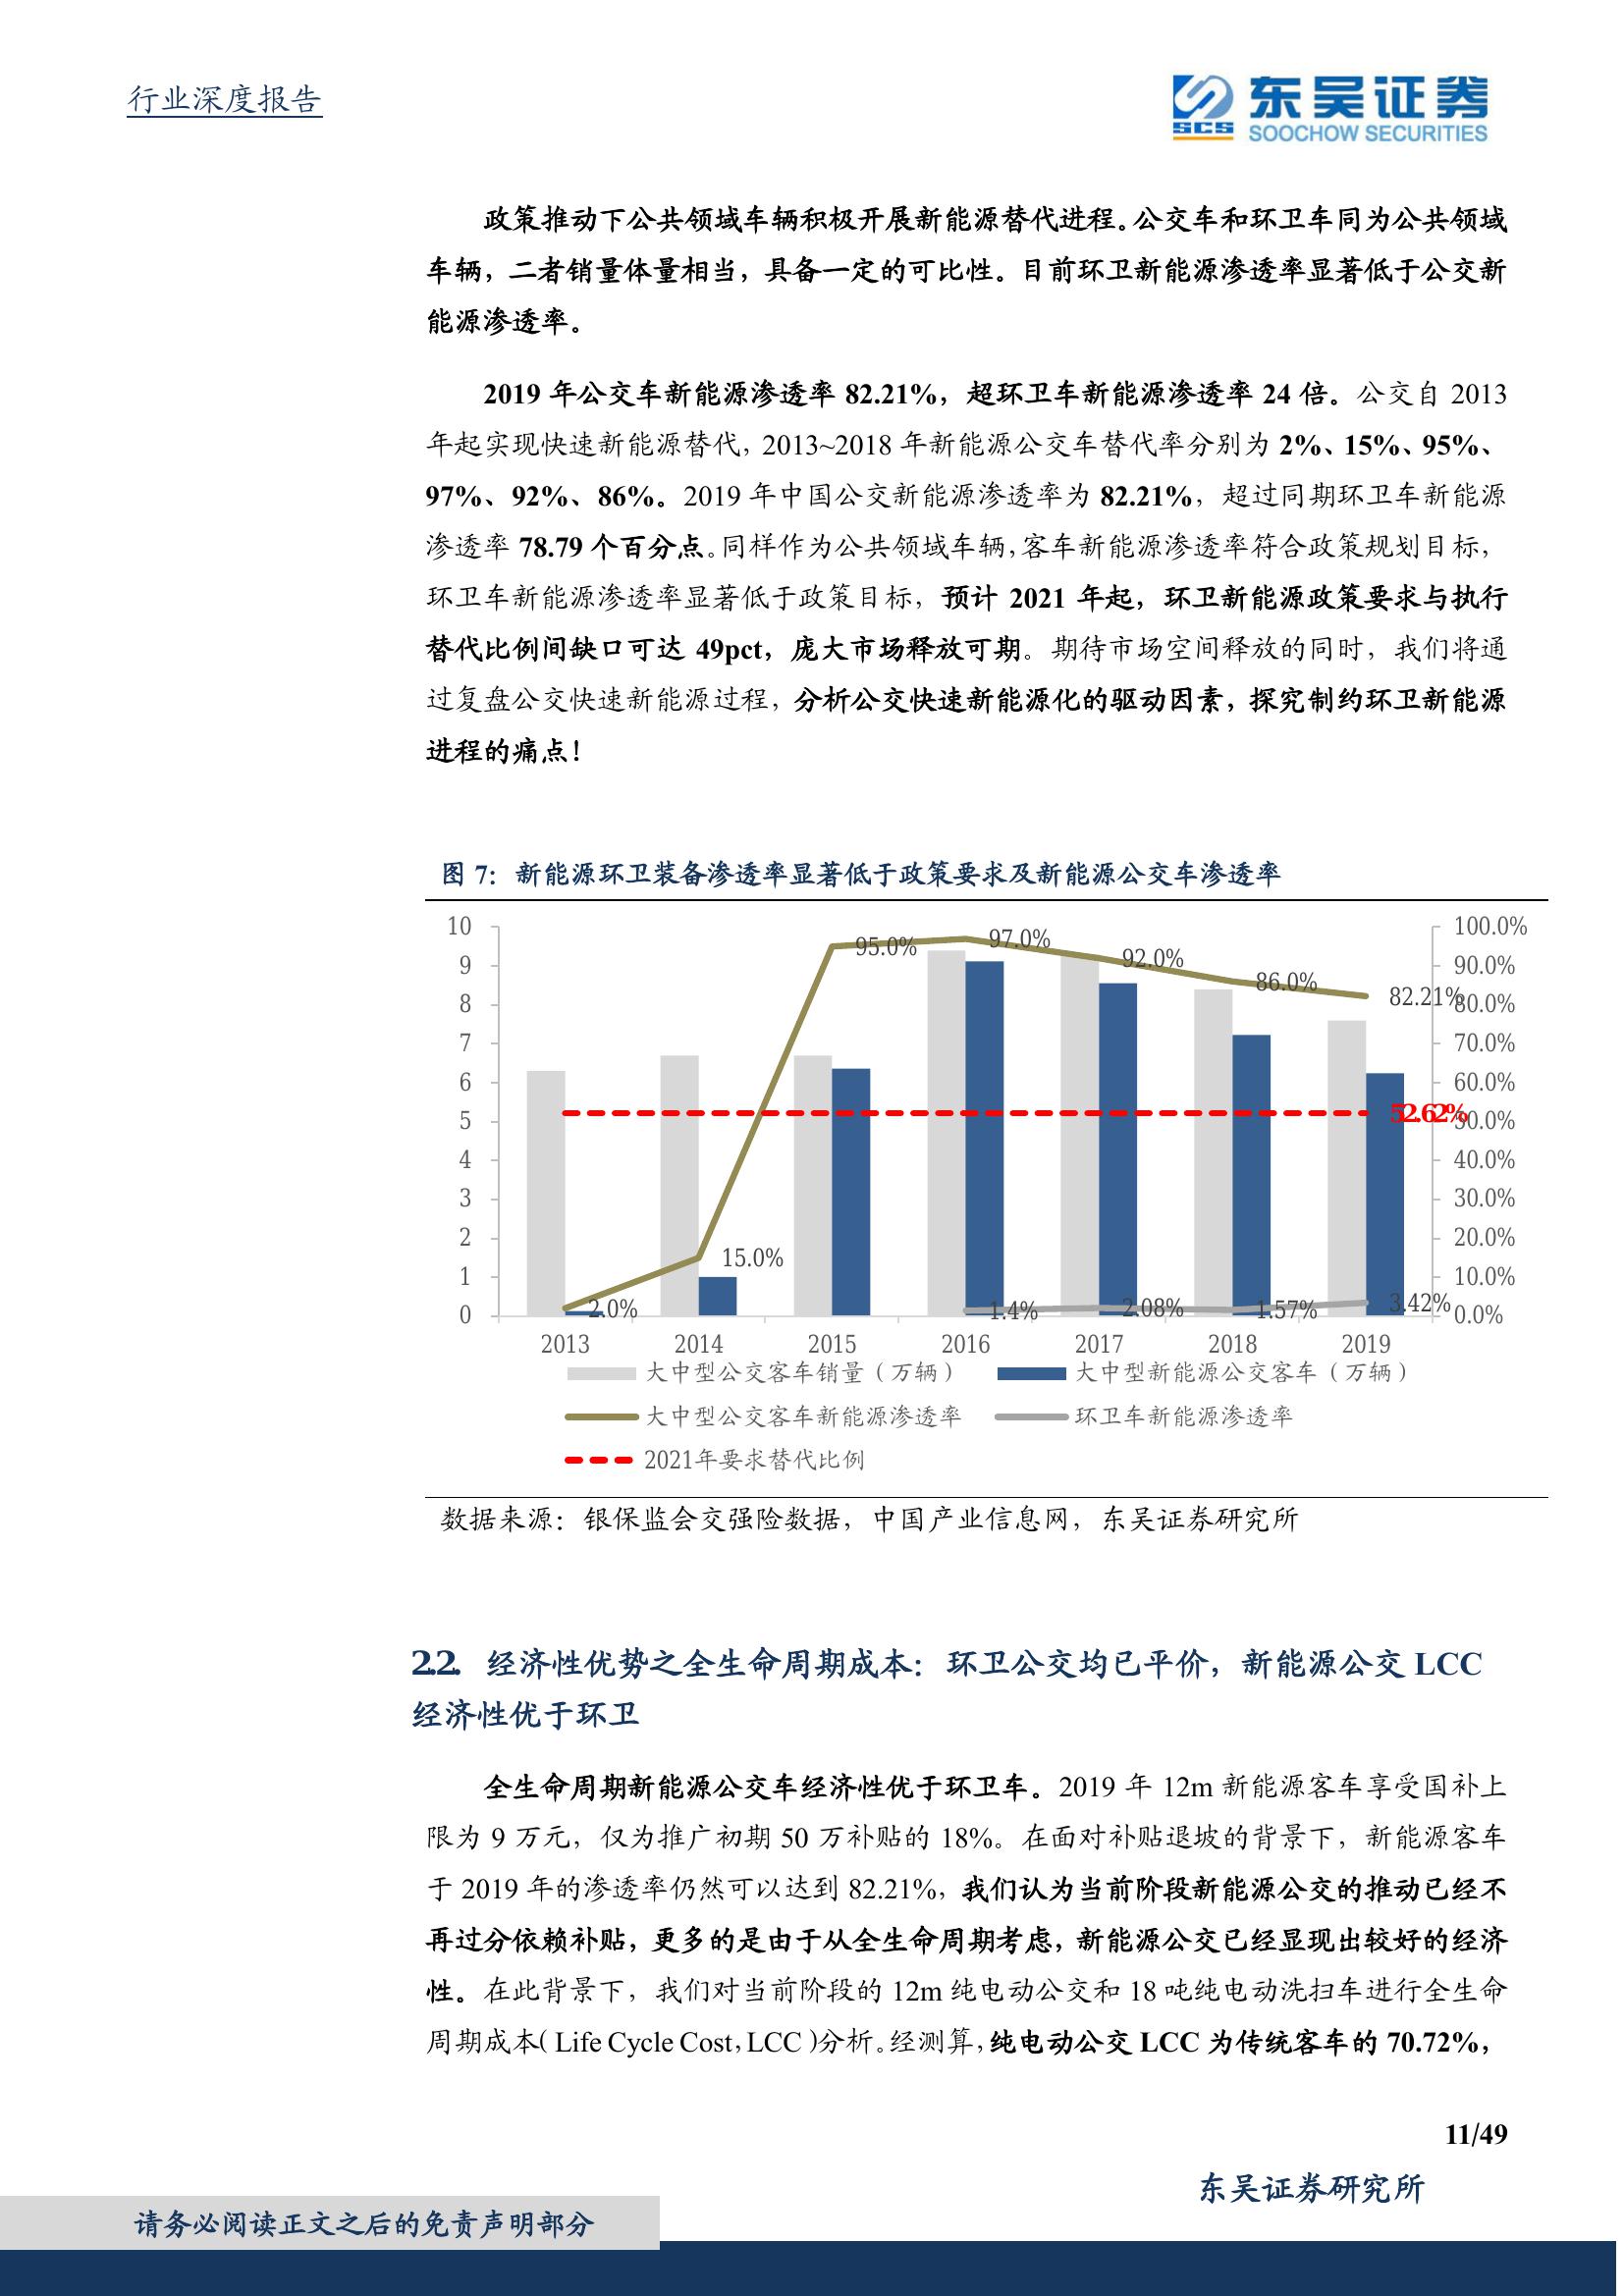 行业深度报告
东吴证券
SCS
SOOCHOW SECURITIES
政策推动下公共领域车辆积极开展新能源替代进程。公交车和环卫车同为公共领域
车辆，二者销量体量相当，具备一定的可比性。目前环卫新能源渗透率显著低于公交新
能源渗透率。
2019 年公交车新能源渗透率 82.21%，超环卫车新能源渗透率 24 倍。公交自 2013
年起实现快速新能源替代，2013~2018 年新能源公交车替代率分别为 2%、15%、95%、
97%、92%、86%。2019 年中国公交新能源渗透率为 82.21%，超过同期环卫车新能源
渗透率 78.79 个百分点。同样作为公共领域车辆，客车新能源渗透率符合政策规划目标，
环卫车新能源渗透率显著低于政策目标，预计 2021 年起，环卫新能源政策要求与执行
替代比例间缺口可达 49pct，庞大市场释放可期。期待市场空间释放的同时，我们将通
过复盘公交快速新能源过程，分析公交快速新能源化的驱动因素，探究制约环卫新能源
进程的痛点！
图 7：新能源环卫装备渗透率显著低于政策要求及新能源公交车渗透率
10
9
8
7
6
5
4
3
2
1
0
100.0%
90.0%
80.0%
70.0%
60.0%
50.0%
40.0%
30.0%
20.0%
10.0%
0.0%
2.0%
15.0%
95.0%
97.0%
92.0%
86.0%
82.21%
52.62%
1.4%
2.08%
1.57%
3.42%
2013 2014 2015 2016 2017 2018 2019
大中型公交客车销量（万辆） 大中型新能源公交客车（万辆）
大中型公交客车新能源渗透率 环卫车新能源渗透率
2021年要求替代比例
数据来源：银保监会交强险数据，中国产业信息网，东吴证券研究所
2.2. 经济性优势之全生命周期成本：环卫公交均已平价，新能源公交 LCC
经济性优于环卫
全生命周期新能源公交车经济性优于环卫车。2019 年 12m 新能源客车享受国补上
限为 9 万元，仅为推广初期 50 万补贴的 18%。在面对补贴退坡的背景下，新能源客车
于 2019 年的渗透率仍然可以达到 82.21%，我们认为当前阶段新能源公交的推动已经不
再过分依赖补贴，更多的是由于从全生命周期考虑，新能源公交已经显现出较好的经济
性。在此背景下，我们对当前阶段的 12m 纯电动公交和 18 吨纯电动洗扫车进行全生命
周期成本（Life Cycle Cost，LCC）分析。经测算，纯电动公交 LCC 为传统客车的 70.72%，
11/49
东吴证券研究所
请务必阅读正文之后的免责声明部分